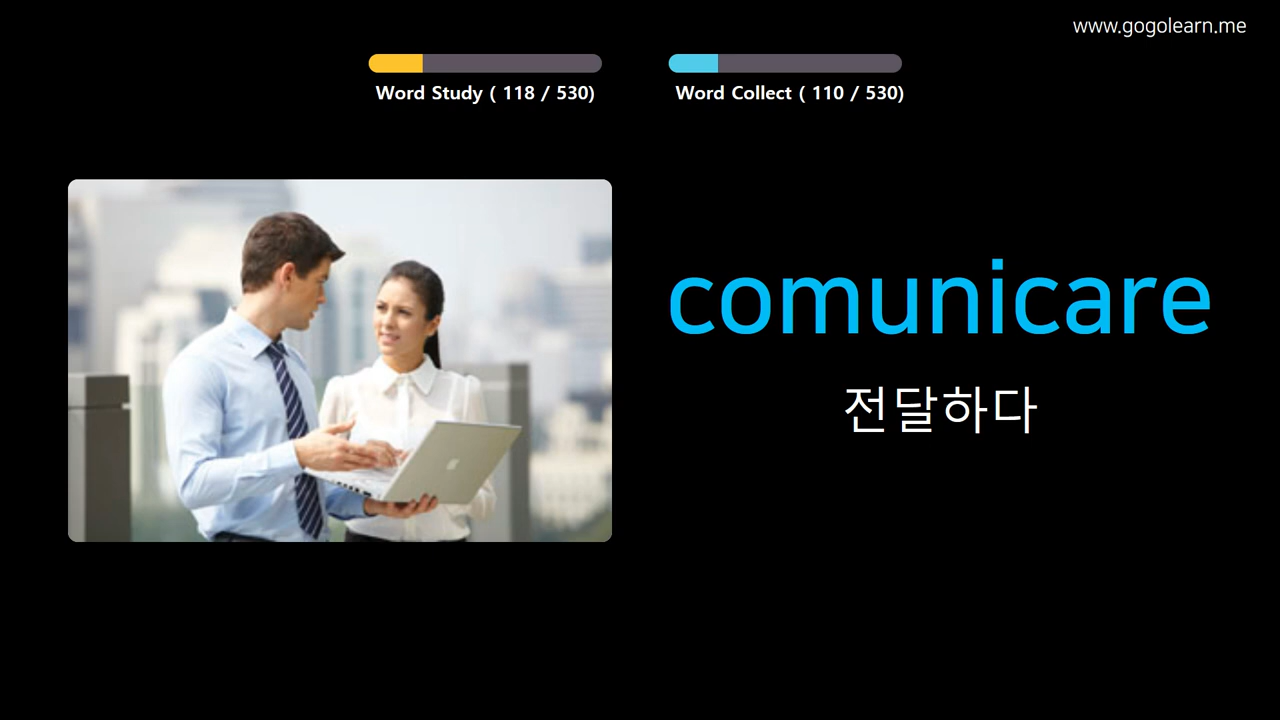 www.gogolearn.me
Word Study ( 118 / 530)
Word Collect ( 110 / 530)
comunicare
전달하다